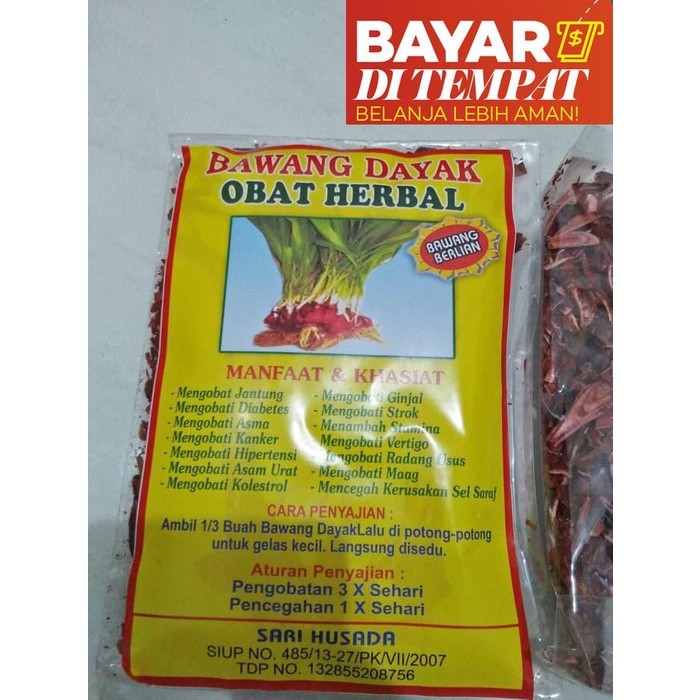 BAYAR
DI TEMPAT
BELANJA LEBIH AMAN!
BAWANG DAYAK
OBAT HERBAL
BAWANG
BERLIAN
MANFAAT & KHASIAT
- Mengobat Jantung
- Mengobati Diabetes
- Mengobati Asma
- Mengobati Kanker
- Mengobati Hipertensi
- Mengobati Asam Urat
- Mengobati Kolestrol
- Mengobati Ginjal
- Mengobati Strok
- Menambah Stamina
- Mengobati Vertigo
- Mengobati Radang Usus
- Mengobati Maag
- Mencegah Kerusakan Sel Saraf
CARA PENYAJIAN :
Ambil 1/3 Buah Bawang DayakLalu di potong-potong
untuk gelas kecil. Langsung disedu.
Aturan Penyajian :
Pengobatan 3 X Sehari
Pencegahan 1 X Sehari
SARI HUSADA
SIUP NO. 485/13-27/PK/VII/2007
TDP NO. 132855208756